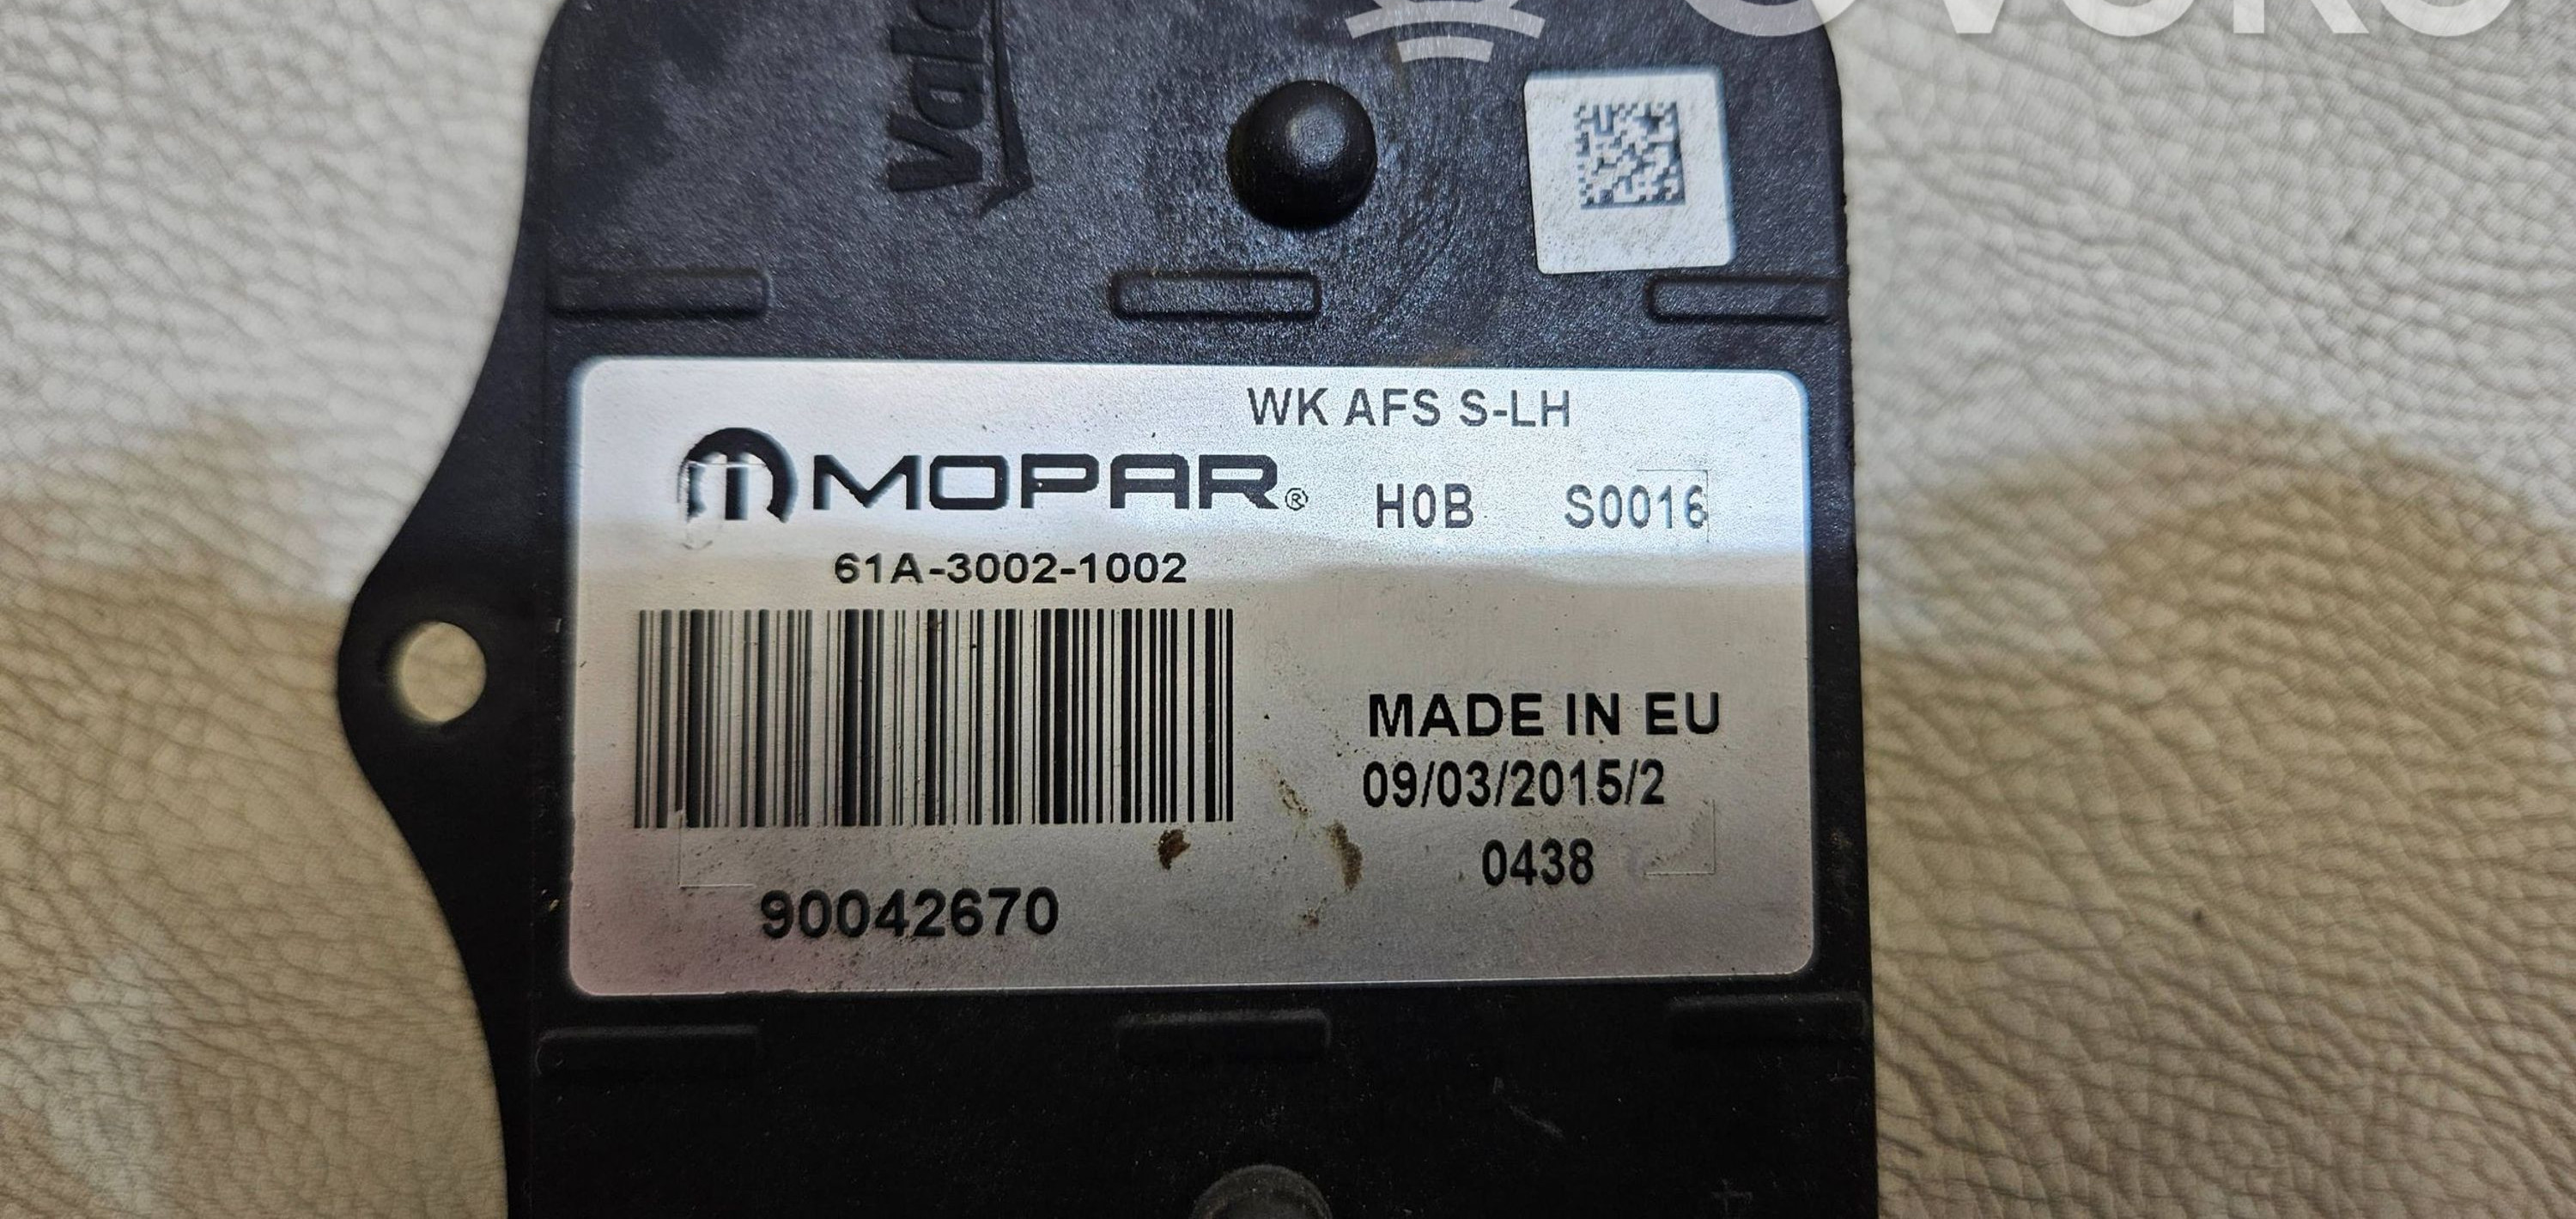 WK AFS S-LH
MOPAR®
H0B S0016
61A-3002-1002
MADE IN EU
09/03/2015/2
0438
90042670